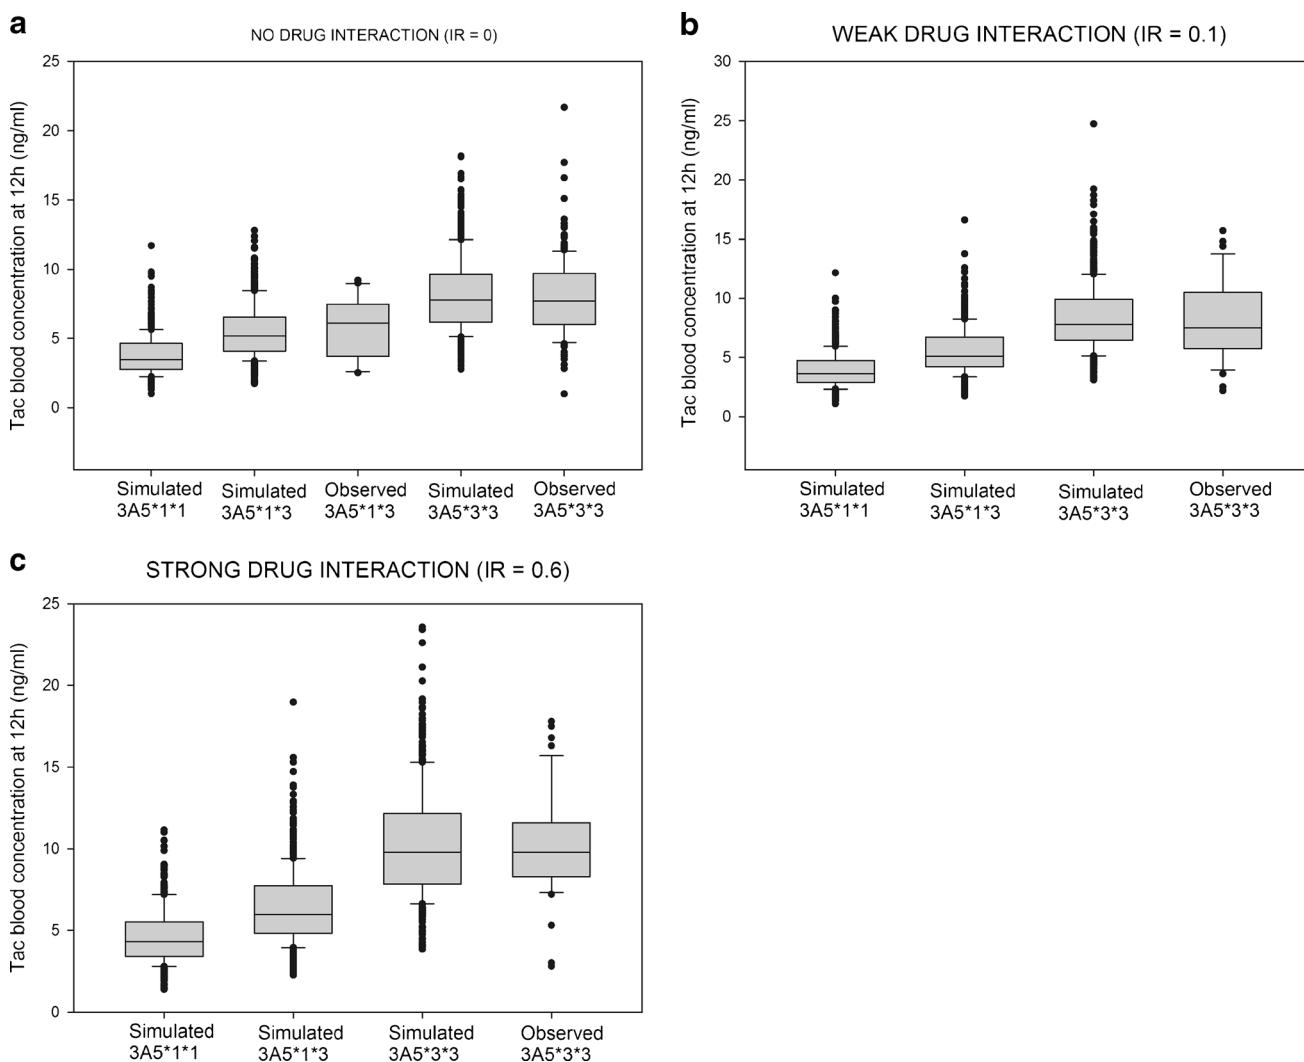 a
NO DRUG INTERACTION (IR = 0)
Tac blood concentration at 12h (ng/ml)
25
20
15
10
5
0
Simulated
3A5*1*1
Simulated
3A5*1*3
Observed
3A5*1*3
Simulated
3A5*3*3
Observed
3A5*3*3
b
WEAK DRUG INTERACTION (IR = 0.1)
Tac blood concentration at 12h (ng/ml)
30
25
20
15
10
5
0
Simulated
3A5*1*1
Simulated
3A5*1*3
Simulated
3A5*3*3
Observed
3A5*3*3
c
STRONG DRUG INTERACTION (IR = 0.6)
Tac blood concentration at 12h (ng/ml)
25
20
15
10
5
0
Simulated
3A5*1*1
Simulated
3A5*1*3
Simulated
3A5*3*3
Observed
3A5*3*3